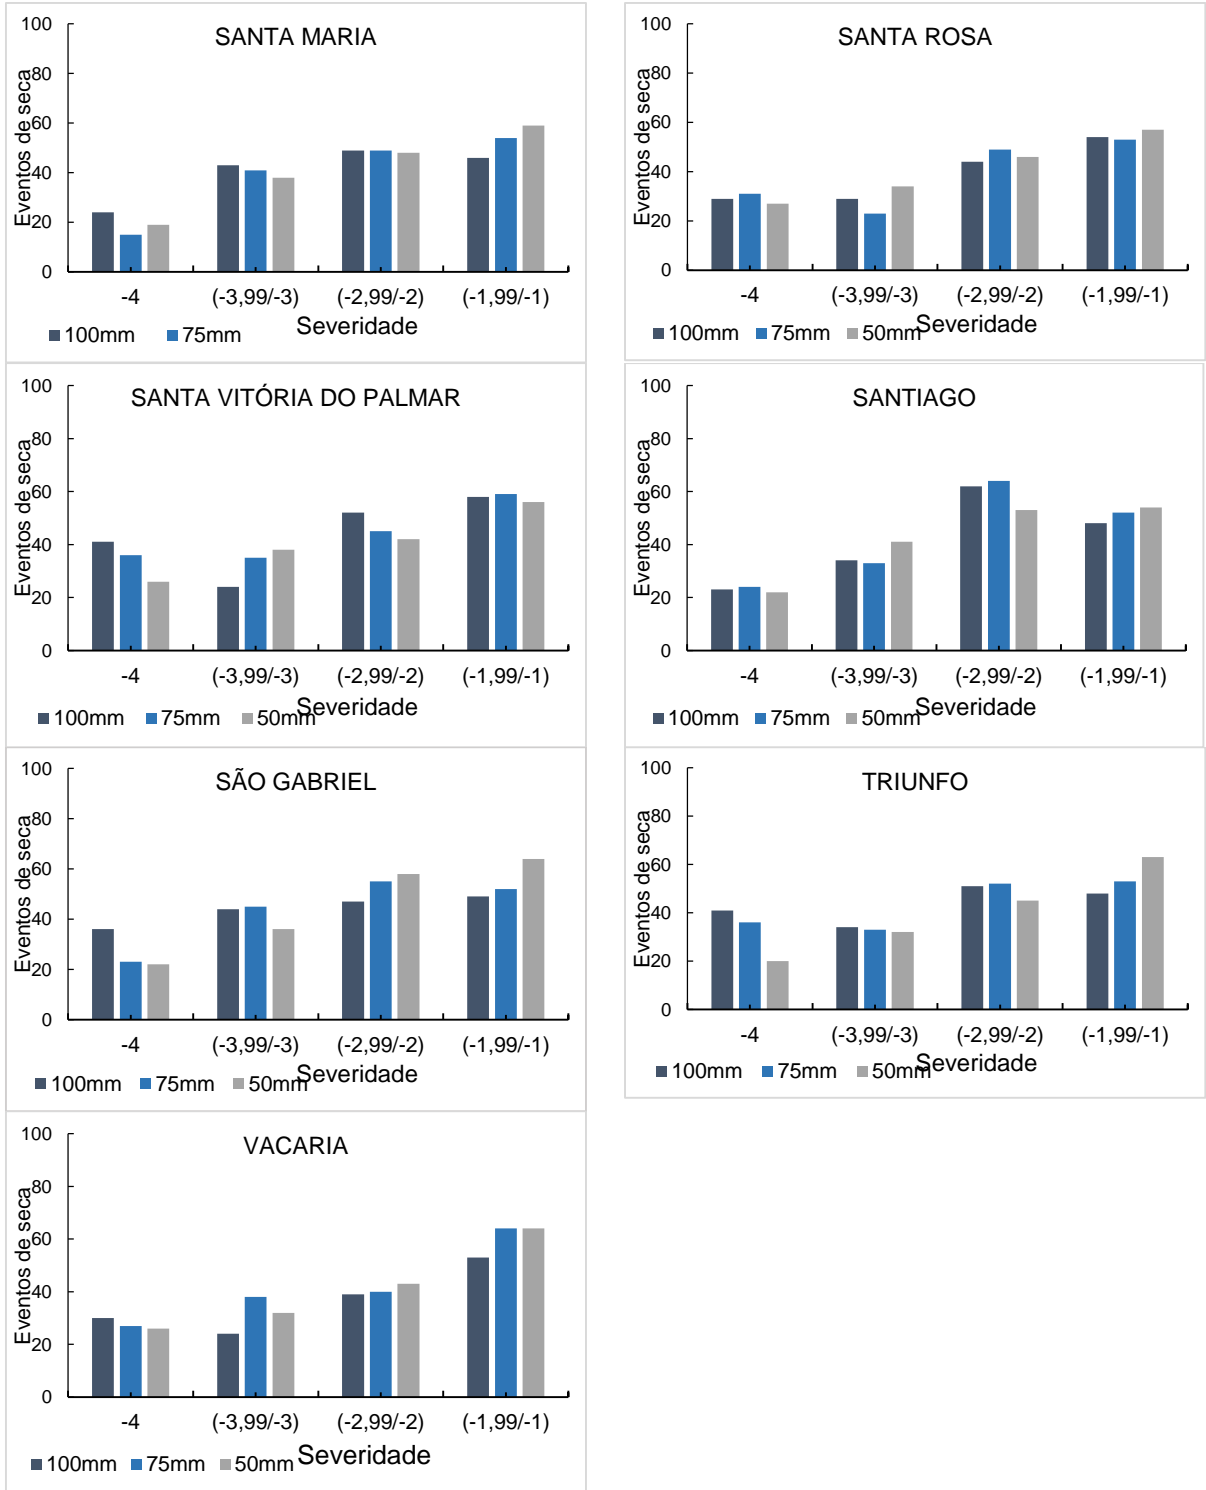 SANTA MARIA
Eventos de seca
100
80
60
40
20
0
-4 (-3,99/-3) (-2,99/-2) (-1,99/-1)
Severidade
100mm 75mm
SANTA ROSA
Eventos de seca
100
80
60
40
20
0
-4 (-3,99/-3) (-2,99/-2) (-1,99/-1)
Severidade
100mm 75mm 50mm
SANTA VITÓRIA DO PALMAR
Eventos de seca
100
80
60
40
20
0
-4 (-3,99/-3) (-2,99/-2) (-1,99/-1)
Severidade
100mm 75mm 50mm
SANTIAGO
Eventos de seca
100
80
60
40
20
0
-4 (-3,99/-3) (-2,99/-2) (-1,99/-1)
Severidade
100mm 75mm 50mm
SÃO GABRIEL
Eventos de seca
100
80
60
40
20
0
-4 (-3,99/-3) (-2,99/-2) (-1,99/-1)
Severidade
100mm 75mm 50mm
TRIUNFO
Eventos de seca
100
80
60
40
20
0
-4 (-3,99/-3) (-2,99/-2) (-1,99/-1)
Severidade
100mm 75mm 50mm
VACARIA
Eventos de seca
100
80
60
40
20
0
-4 (-3,99/-3) (-2,99/-2) (-1,99/-1)
Severidade
100mm 75mm 50mm